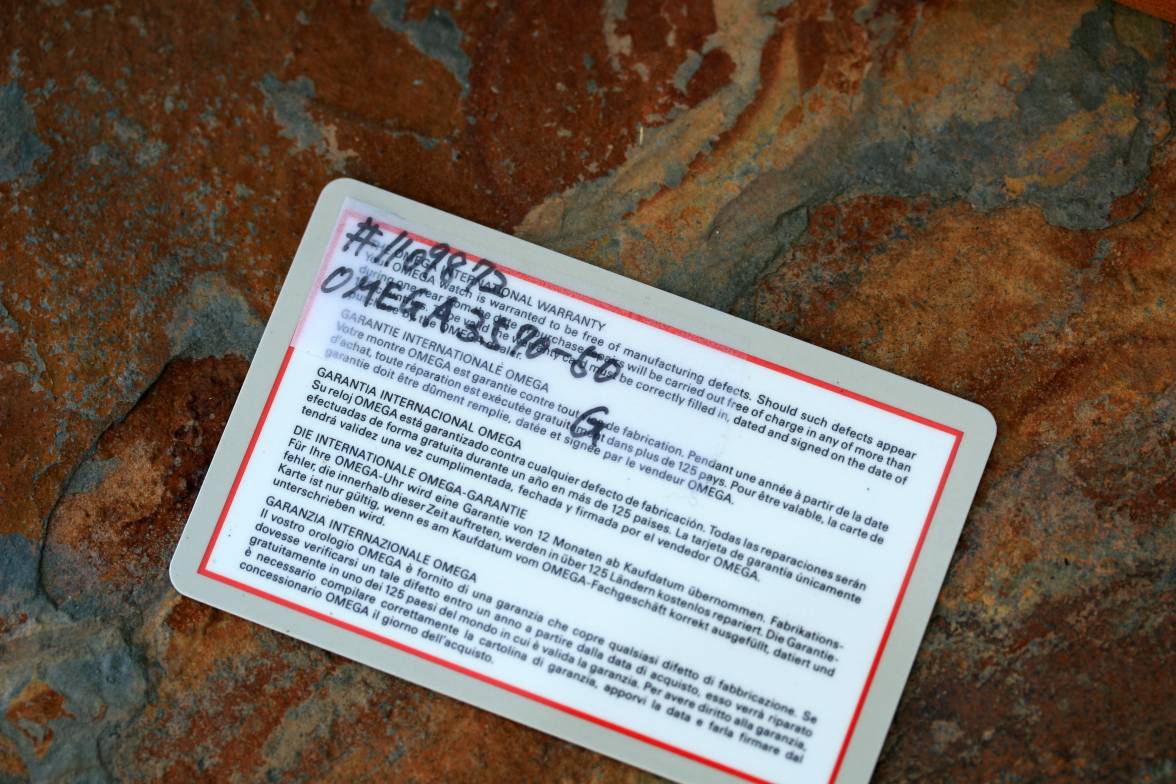 #1109873
OMEGA 3590-50
G
OMEGA INTERNATIONAL WARRANTY
Your OMEGA Watch is warranted to be free of manufacturing defects. Should such defects appear
during one year from the date of purchase will be carried out free of charge in any of more than
be correctly filled in, dated and signed on the date of
GARANTIE INTERNATIONALE OMEGA
Votre montre OMEGA est garantie contre tout de fabrication. Pendant une année à partir de la date
d'achat, toute réparation est exécutée gratuitement dans plus de 125 pays. Pour être valable, la carte de
garantie doit être dûment remplie, datée et signée par le vendeur OMEGA.
GARANTIA INTERNACIONAL OMEGA
Su reloj OMEGA está garantizado contra cualquier defecto de fabricación. Todas las reparaciones serán
efectuadas de forma gratuita durante un año en más de 125 países. La tarjeta de garantía únicamente
tendrá validez una vez cumplimentada, fechada y firmada por el vendedor OMEGA.
DIE INTERNATIONALE OMEGA-GARANTIE
Für Ihre OMEGA-Uhr wird eine Garantie von 12 Monaten ab Kaufdatum übernommen. Fabrikations-
fehler, die innerhalb dieser Zeit auftreten, werden in über 125 Ländern kostenlos repariert. Die Garantie-
Karte ist nur gültig, wenn es am Kaufdatum vom OMEGA-Fachgeschäft korrekt ausgefüllt, datiert und
unterschrieben wird.
GARANZIA INTERNAZIONALE OMEGA
Il vostro orologio OMEGA è fornito di una garanzia che copre qualsiasi difetto di fabbricazione. Se
dovesse verificarsi un tale difetto entro un anno a partire dalla data di acquisto, esso verrà riparato
gratuitamente in uno dei 125 paesi del mondo in cui è valida la garanzia. Per avere diritto alla garanzia,
è necessario compilare correttamente la cartolina di garanzia, apporvi la data e farla firmare dal
concessionario OMEGA il giorno dell'acquisto.